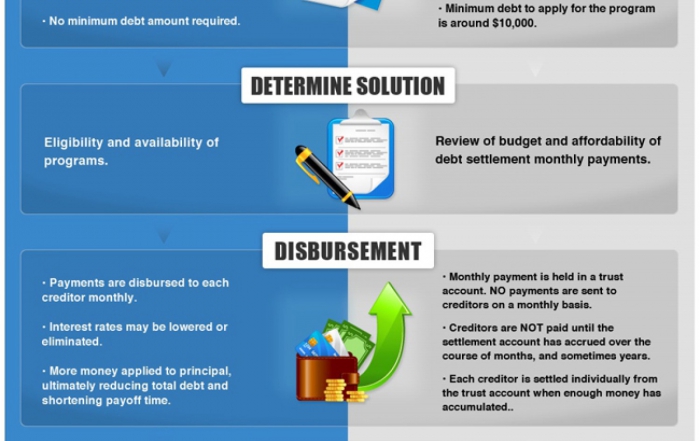 · No minimum debt amount required.
· Minimum debt to apply for the program
is around $10,000.
DETERMINE SOLUTION
Eligibility and availability of
programs.
Review of budget and affordability of
debt settlement monthly payments.
DISBURSEMENT
· Payments are disbursed to each
creditor monthly.
· Interest rates may be lowered or
eliminated.
· More money applied to principal,
ultimately reducing total debt and
shortening payoff time.
· Monthly payment is held in a trust
account. NO payments are sent to
creditors on a monthly basis.
· Creditors are NOT paid until the
settlement account has accrued over the
course of months, and sometimes years.
· Each creditor is settled individually from
the trust account when enough money has
accumulated..